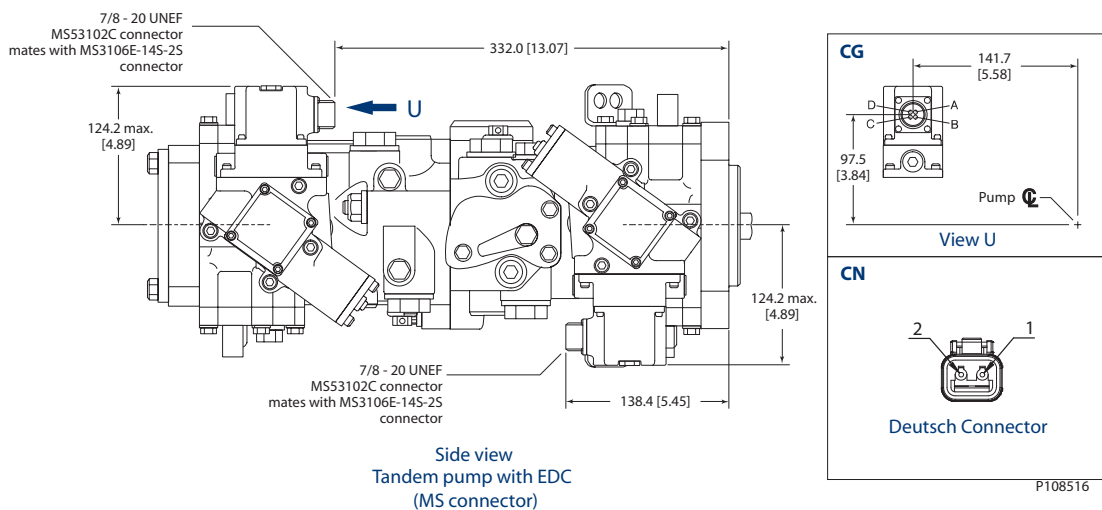 7/8 - 20 UNEF
MS53102C connector
mates with MS3106E-14S-2S
connector
332.0 [13.07]
U
124.2 max.
[4.89]
124.2 max.
[4.89]
7/8 - 20 UNEF
MS53102C connector
mates with MS3106E-14S-2S
connector
138.4 [5.45]
Side view
Tandem pump with EDC
(MS connector)
CG
141.7
[5.58]
D
A
C
B
97.5
[3.84]
Pump CL
View U
CN
2
1
Deutsch Connector
P108516